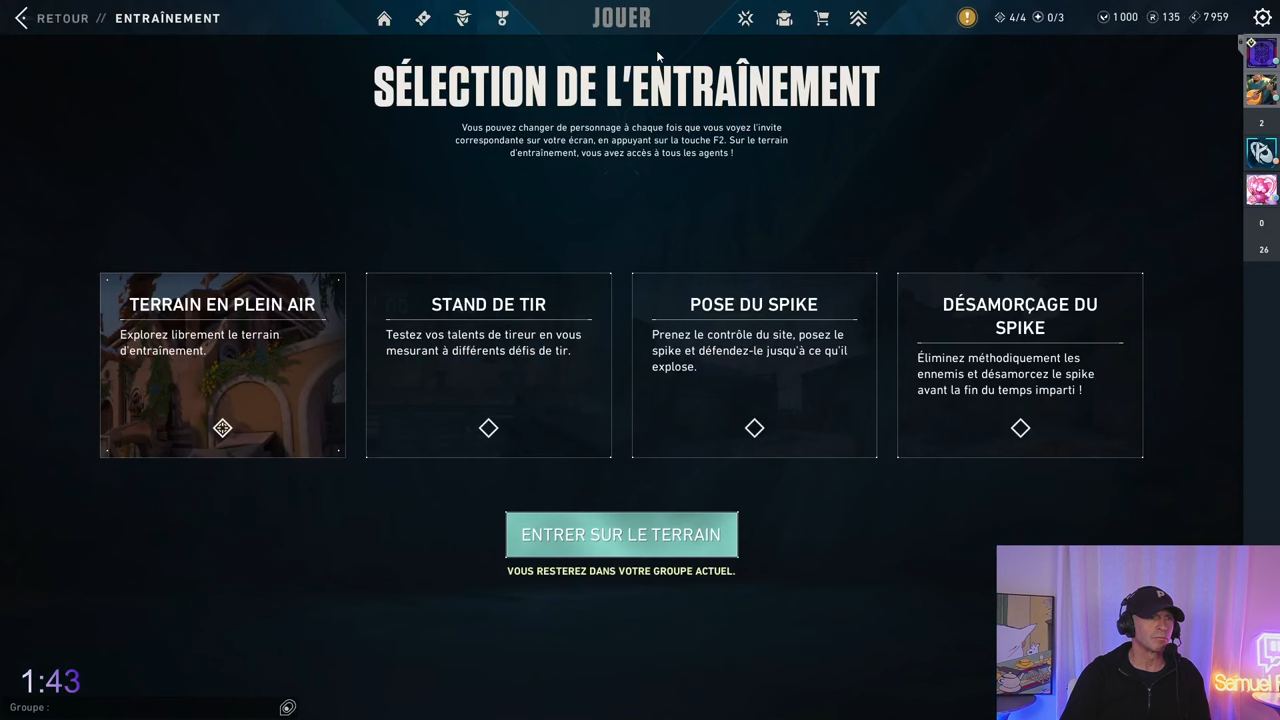 RETOUR // ENTRAÎNEMENT
JOUER
4/4
0/3
1 000
135
7 959
SÉLECTION DE L'ENTRAÎNEMENT
Vous pouvez changer de personnage à chaque fois que vous voyez l'invite
correspondante sur votre écran, en appuyant sur la touche F2. Sur le terrain
d'entraînement, vous avez accès à tous les agents !
2
0
26
TERRAIN EN PLEIN AIR
Explorez librement le terrain
d'entraînement.
STAND DE TIR
Testez vos talents de tireur en vous
mesurant à différents défis de tir.
POSE DU SPIKE
Prenez le contrôle du site, posez le
spike et défendez-le jusqu'à ce qu'il
explose.
DÉSAMORÇAGE DU
SPIKE
Éliminez méthodiquement les
ennemis et désamorcez le spike
avant la fin du temps imparti !
ENTRER SUR LE TERRAIN
VOUS RESTEREZ DANS VOTRE GROUPE ACTUEL.
1:43
Groupe :
Samuel